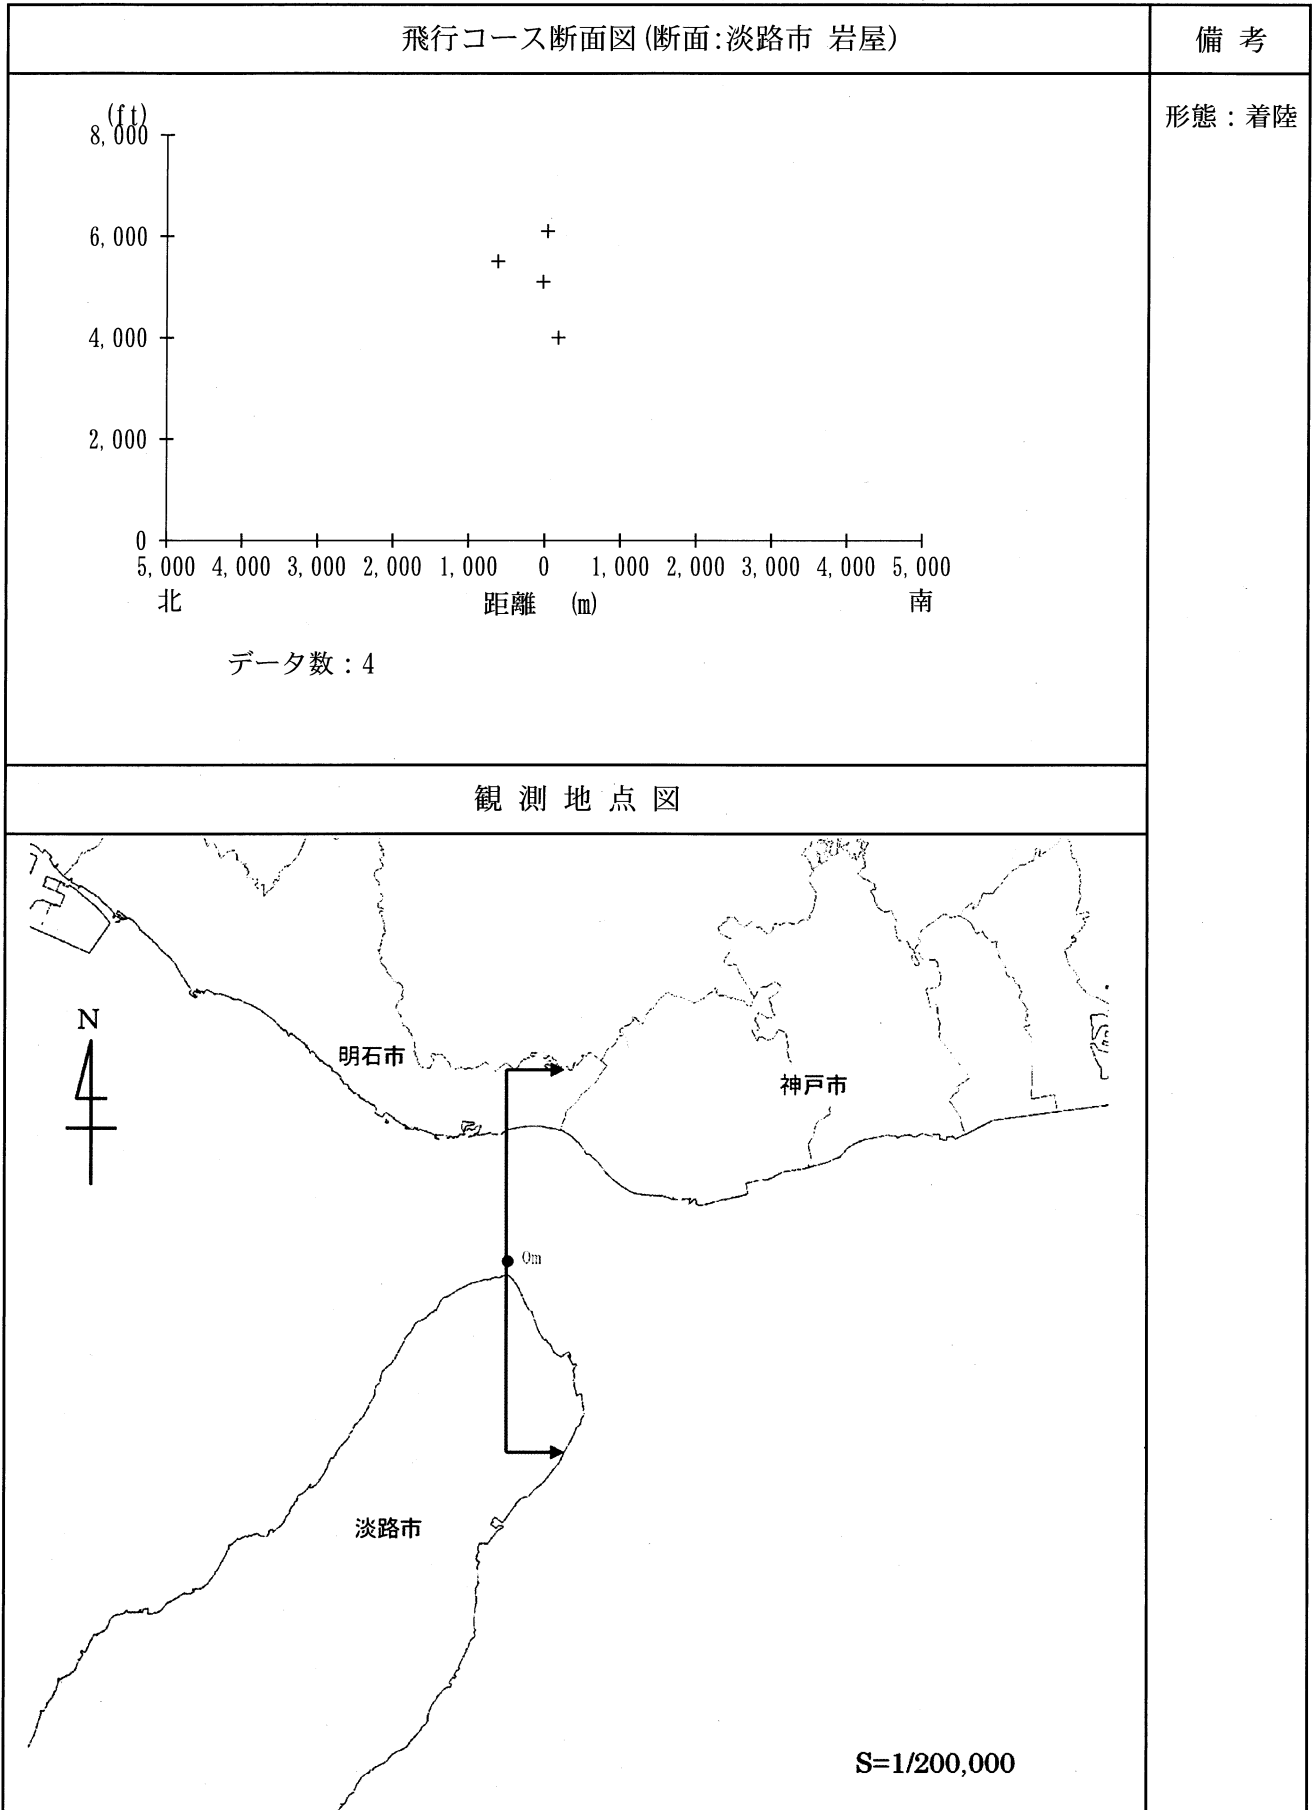 飛行コース断面図(断面:淡路市 岩屋)
備 考
形態：着陸
(ft)
8,000
6,000
4,000
2,000
0
5,000 4,000 3,000 2,000 1,000 0 1,000 2,000 3,000 4,000 5,000
北 距離 (m) 南
データ数：4
観 測 地 点 図
N
明石市
神戸市
0m
淡路市
S=1/200,000